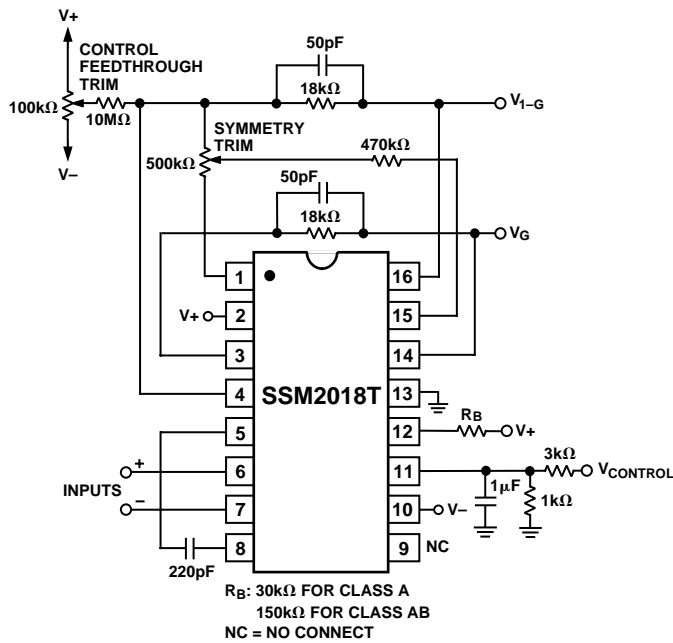 V+
CONTROL
FEEDTHROUGH
TRIM
100kΩ
10MΩ
V–
50pF
18kΩ
V1–G
SYMMETRY
TRIM
500kΩ
470kΩ
50pF
18kΩ
VG
1
16
V+
2
15
3
14
SSM2018T
4
13
5
12
RB
V+
INPUTS
+
6
11
3kΩ
VCONTROL
1μF
1kΩ
–
7
10
V–
8
9
NC
220pF
RB: 30kΩ FOR CLASS A
150kΩ FOR CLASS AB
NC = NO CONNECT